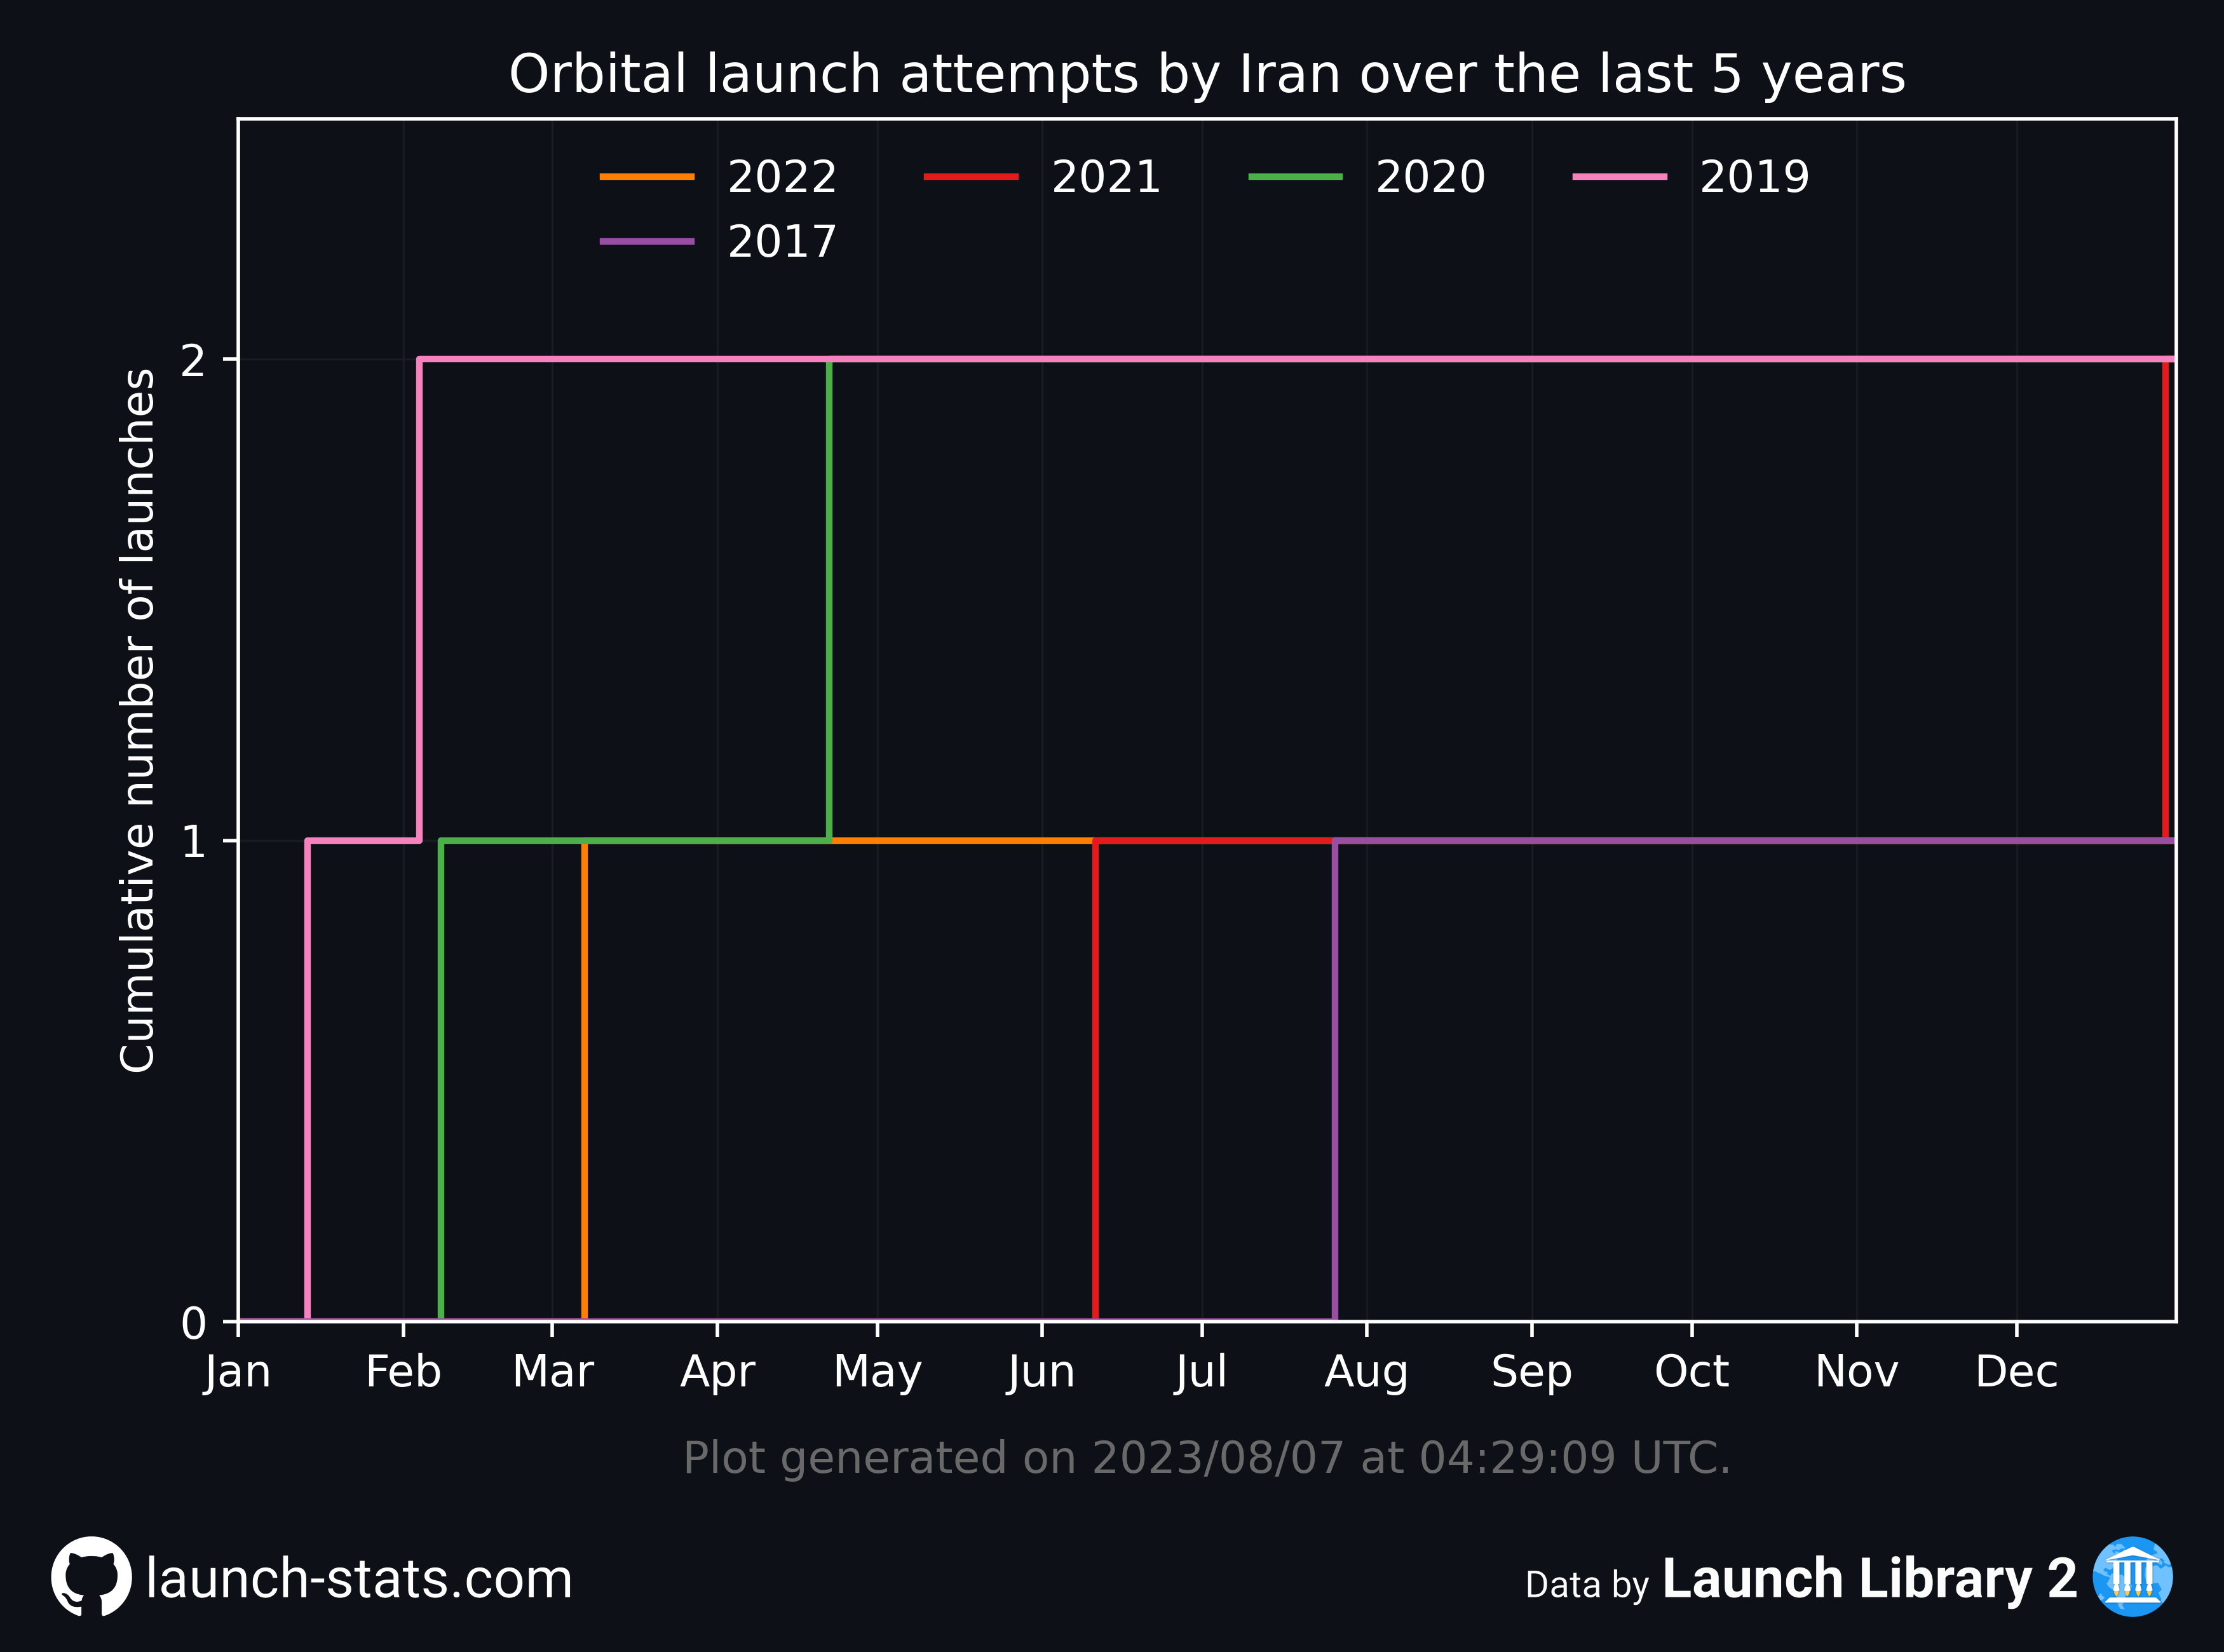 Orbital launch attempts by Iran over the last 5 years
2022 2021 2020 2019
2017
Cumulative number of launches
2
1
0
Jan Feb Mar Apr May Jun Jul Aug Sep Oct Nov Dec
Plot generated on 2023/08/07 at 04:29:09 UTC.
launch-stats.com
Data by Launch Library 2